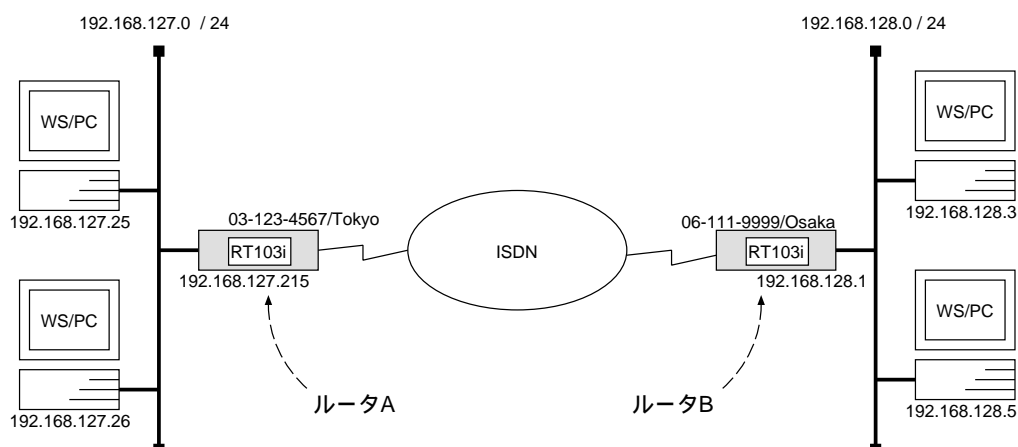 192.168.127.0 / 24
192.168.128.0 / 24
WS/PC
WS/PC
192.168.127.25
192.168.128.3
03-123-4567/Tokyo
06-111-9999/Osaka
RT103i
ISDN
RT103i
192.168.127.215
192.168.128.1
WS/PC
WS/PC
ルータA
ルータB
192.168.127.26
192.168.128.5